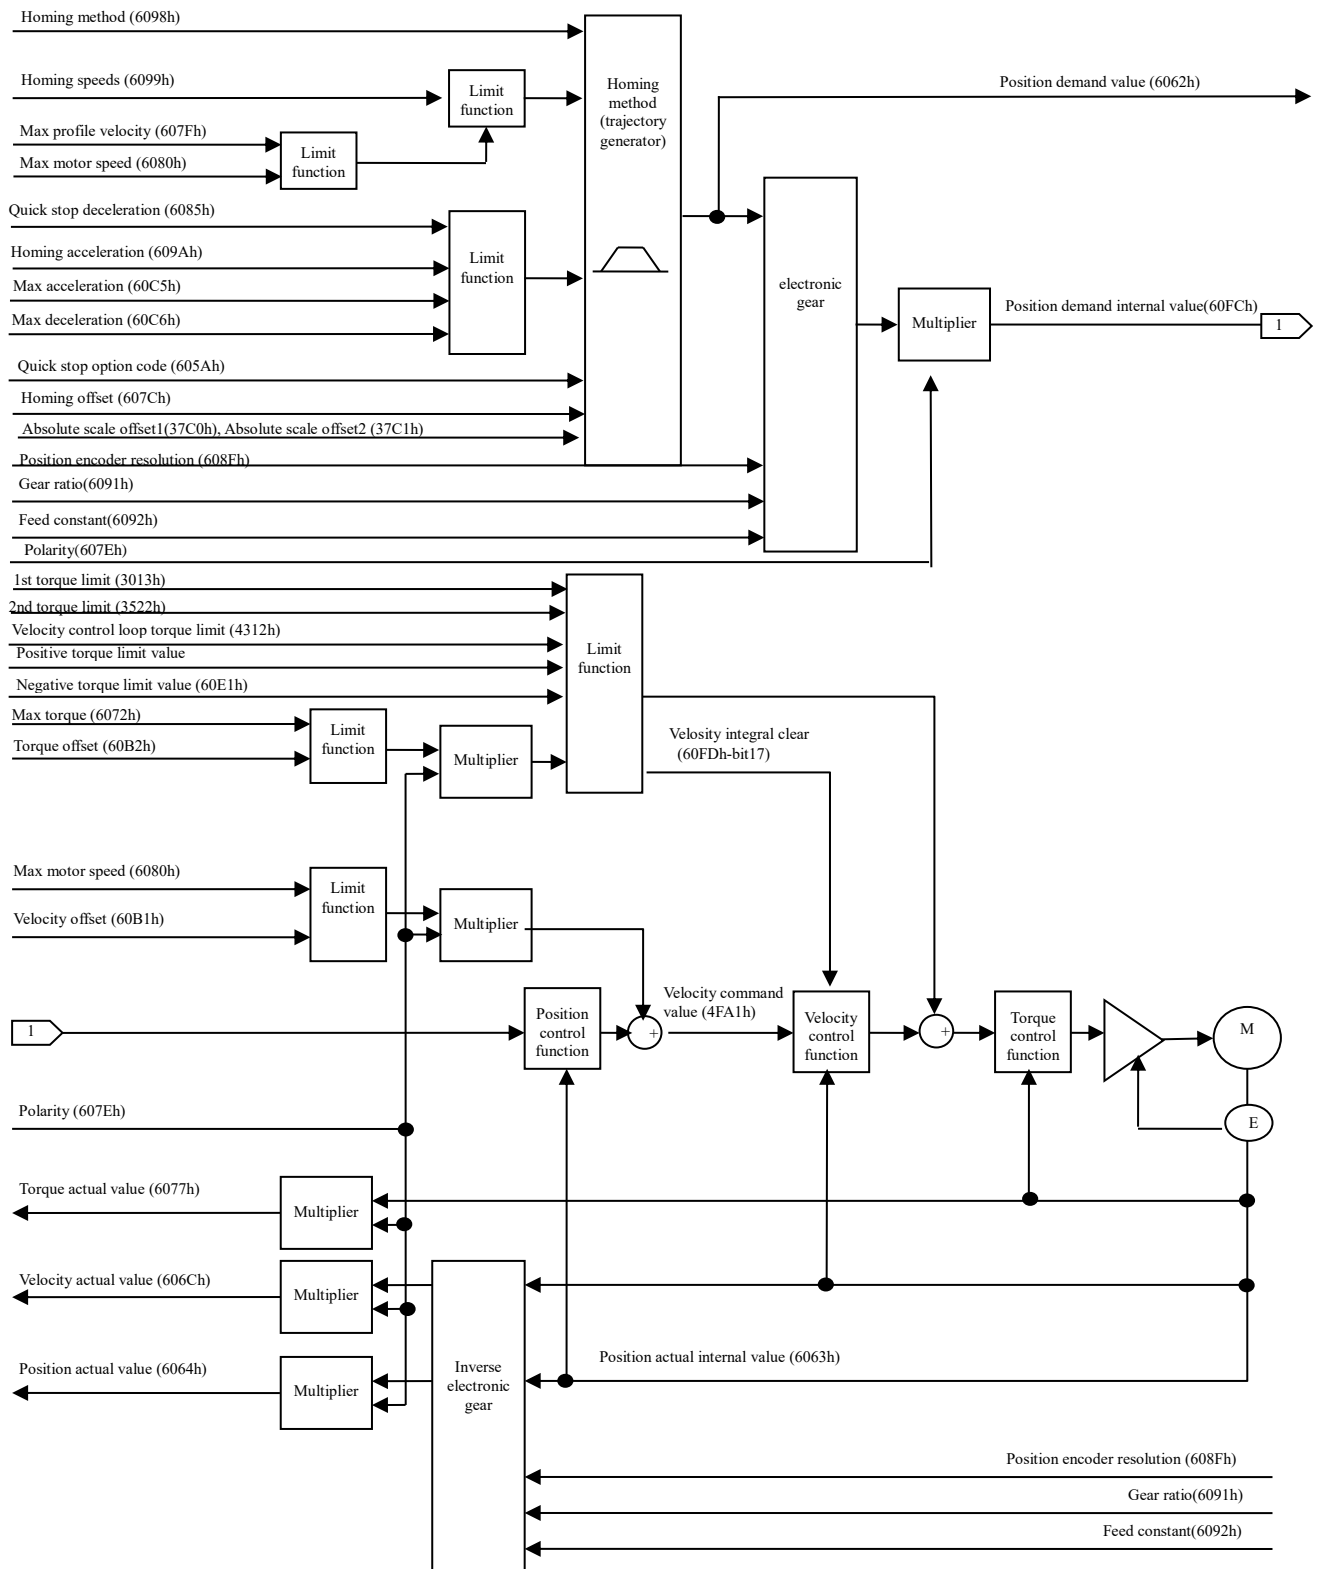 Homing method (6098h)
Homing speeds (6099h)
Limit
function
Homing
method
(trajectory
generator)
Position demand value (6062h)
Max profile velocity (607Fh)
Max motor speed (6080h)
Limit
function
Quick stop deceleration (6085h)
Homing acceleration (609Ah)
Max acceleration (60C5h)
Max deceleration (60C6h)
Limit
function
electronic
gear
Multiplier
Position demand internal value(60FCh)
1
Quick stop option code (605Ah)
Homing offset (607Ch)
Absolute scale offset1(37C0h), Absolute scale offset2 (37C1h)
Position encoder resolution (608Fh)
Gear ratio(6091h)
Feed constant(6092h)
Polarity(607Eh)
1st torque limit (3013h)
2nd torque limit (3522h)
Velocity control loop torque limit (4312h)
Positive torque limit value
Negative torque limit value (60E1h)
Limit
function
Max torque (6072h)
Torque offset (60B2h)
Limit
function
Multiplier
Velosity integral clear
(60FDh-bit17)
Max motor speed (6080h)
Velocity offset (60B1h)
Limit
function
Multiplier
1
Position
control
function
+
Velocity command
value (4FA1h)
Velocity
control
function
+
Torque
control
function
M
E
Polarity (607Eh)
Torque actual value (6077h)
Multiplier
Velocity actual value (606Ch)
Multiplier
Position actual value (6064h)
Multiplier
Inverse
electronic
gear
Position actual internal value (6063h)
Position encoder resolution (608Fh)
Gear ratio(6091h)
Feed constant(6092h)